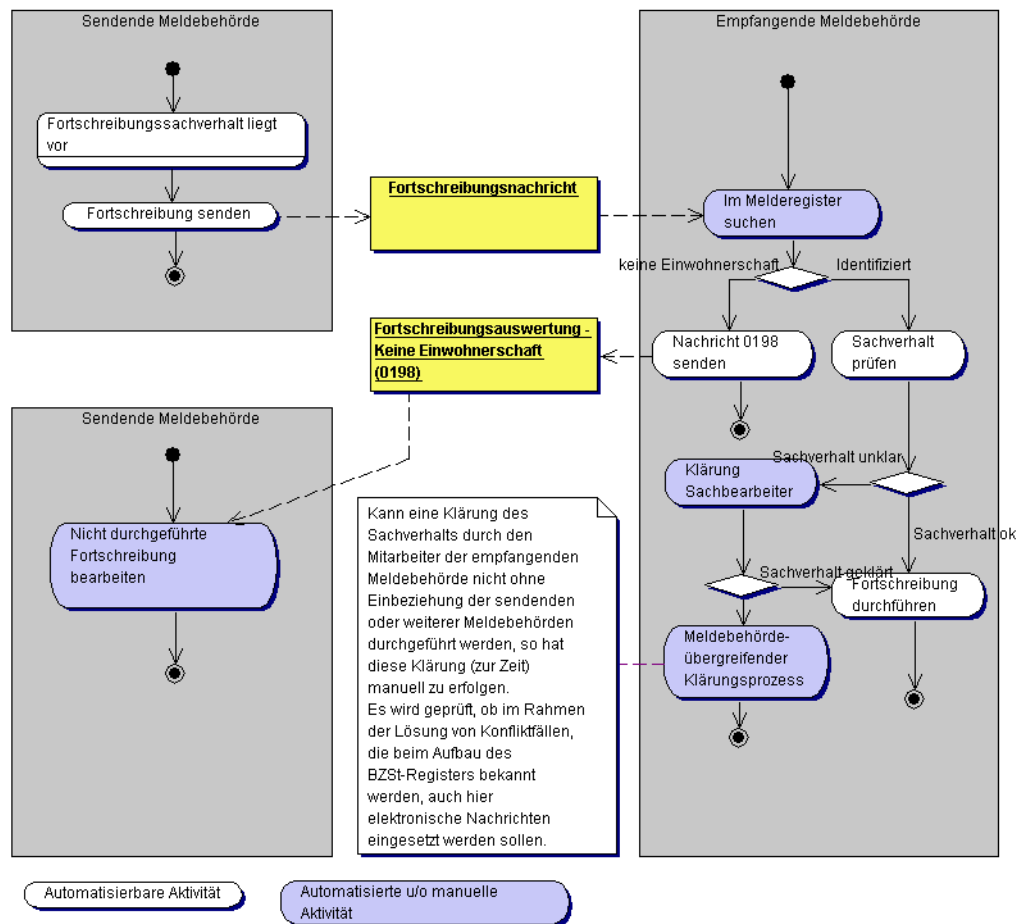 Sendende Meldebehörde
Fortschreibungssachverhalt liegt
vor
Fortschreibung senden
Fortschreibungsnachricht
Empfangende Meldebehörde
Im Melderegister
suchen
keine Einwohnerschaft
Identifiziert
Fortschreibungsauswertung -
Keine Einwohnerschaft
(0198)
Nachricht 0198
senden
Sachverhalt
prüfen
Sendende Meldebehörde
Nicht durchgeführte
Fortschreibung
bearbeiten
Sachverhalt unklar
Klärung
Sachbearbeiter
Sachverhalt ok
Sachverhalt geklärt
Fortschreibung
durchführen
Meldebehörde-
übergreifender
Klärungsprozess
Kann eine Klärung des
Sachverhalts durch den
Mitarbeiter der empfangenden
Meldebehörde nicht ohne
Einbeziehung der sendenden
oder weiterer Meldebehörden
durchgeführt werden, so hat
diese Klärung (zur Zeit)
manuell zu erfolgen.
Es wird geprüft, ob im Rahmen
der Lösung von Konfliktfällen,
die beim Aufbau des
BZSt-Registers bekannt
werden, auch hier
elektronische Nachrichten
eingesetzt werden sollen.
Automatisierbare Aktivität
Automatisierte u/o manuelle
Aktivität